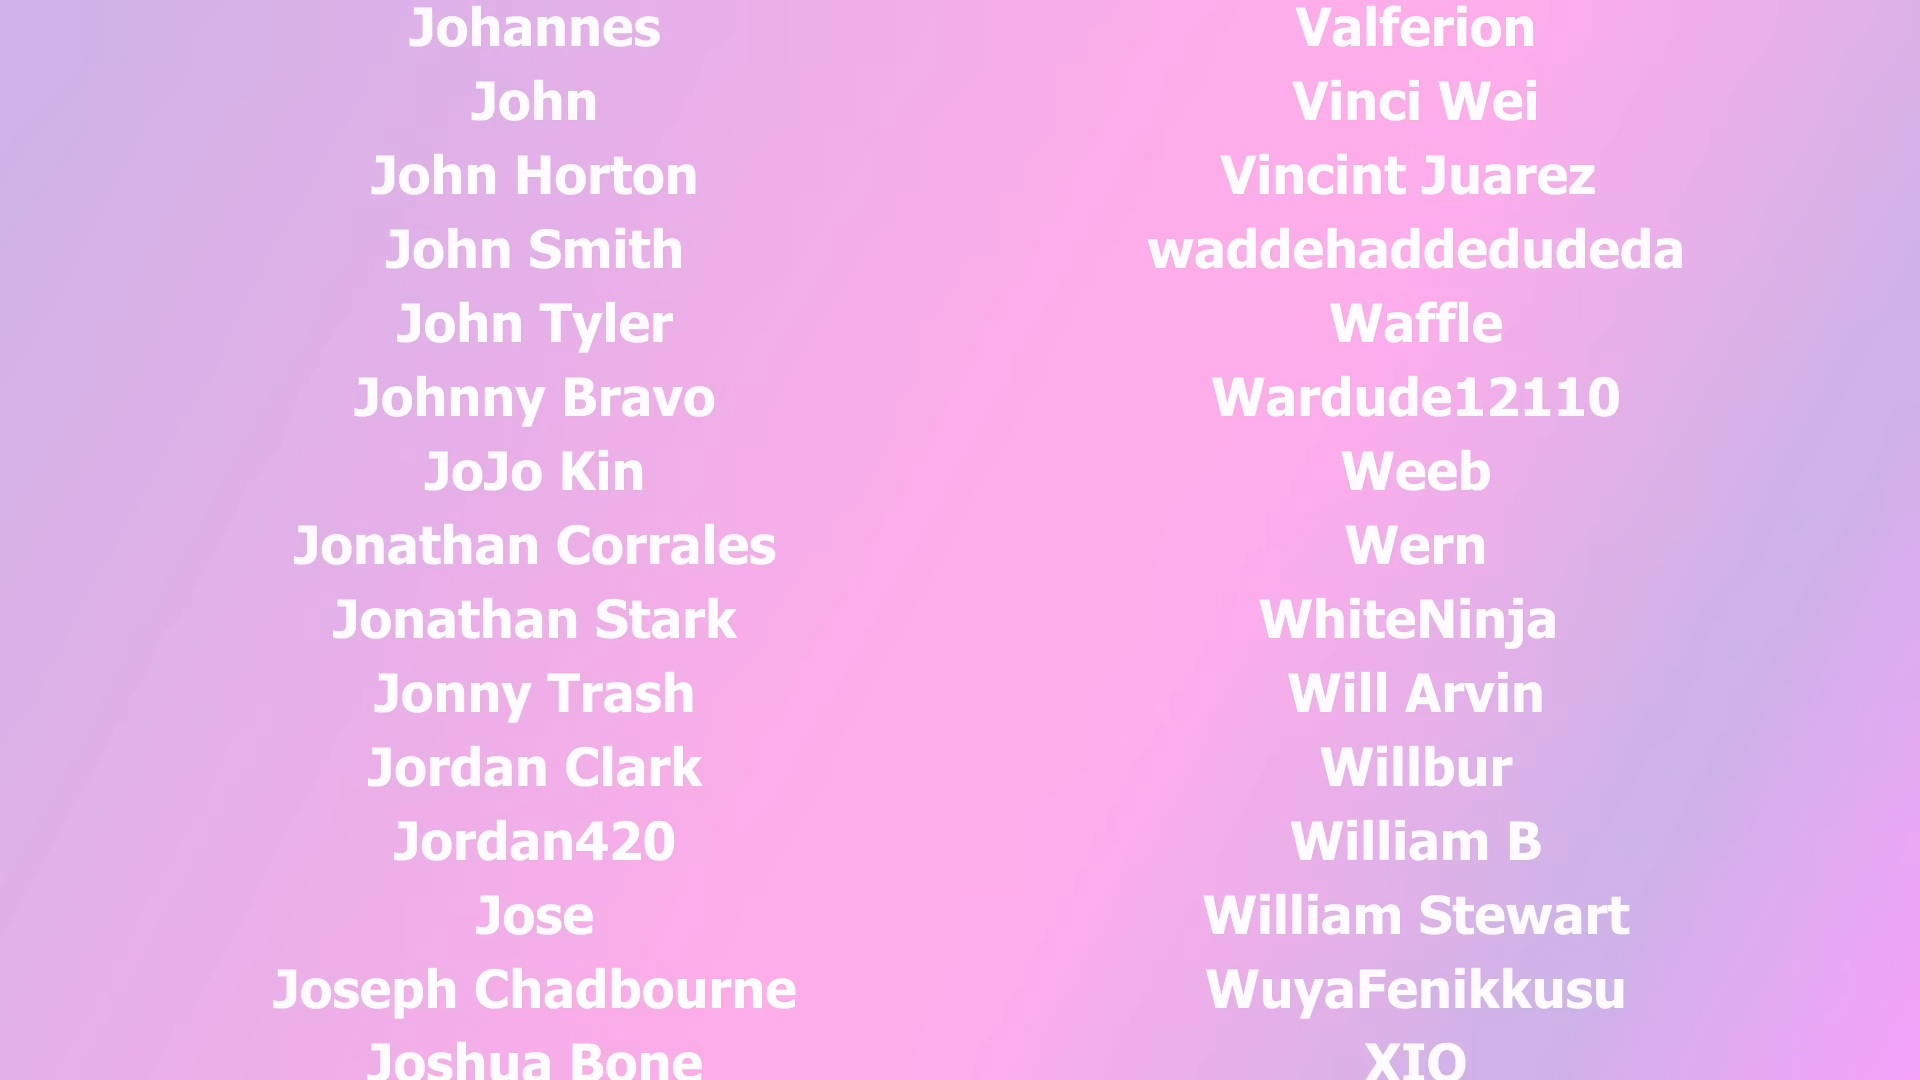 Johannes
John
John Horton
John Smith
John Tyler
Johnny Bravo
JoJo Kin
Jonathan Corrales
Jonathan Stark
Jonny Trash
Jordan Clark
Jordan420
Jose
Joseph Chadbourne
Joshua Bone
Valferion
Vinci Wei
Vincint Juarez
waddehaddedudeda
Waffle
Wardude12110
Weeb
Wern
WhiteNinja
Will Arvin
Willbur
William B
William Stewart
WuyaFenikkusu
XIO